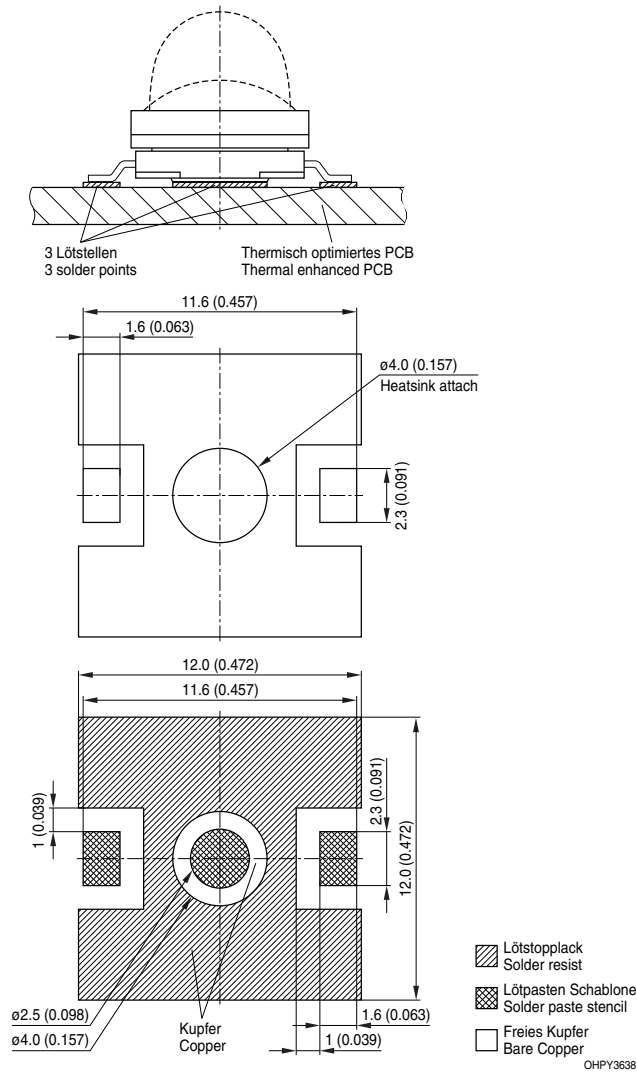 3 Lötstellen
3 solder points
Thermisch optimiertes PCB
Thermal enhanced PCB
11.6 (0.457)
1.6 (0.063)
ø4.0 (0.157)
Heatsink attach
2.3 (0.091)
12.0 (0.472)
11.6 (0.457)
1 (0.039)
2.3 (0.091)
12.0 (0.472)
ø2.5 (0.098)
ø4.0 (0.157)
Kupfer
Copper
1.6 (0.063)
1 (0.039)
Lötstopplack
Solder resist
Lötpasten Schablone
Solder paste stencil
Freies Kupfer
Bare Copper
OHPY3638